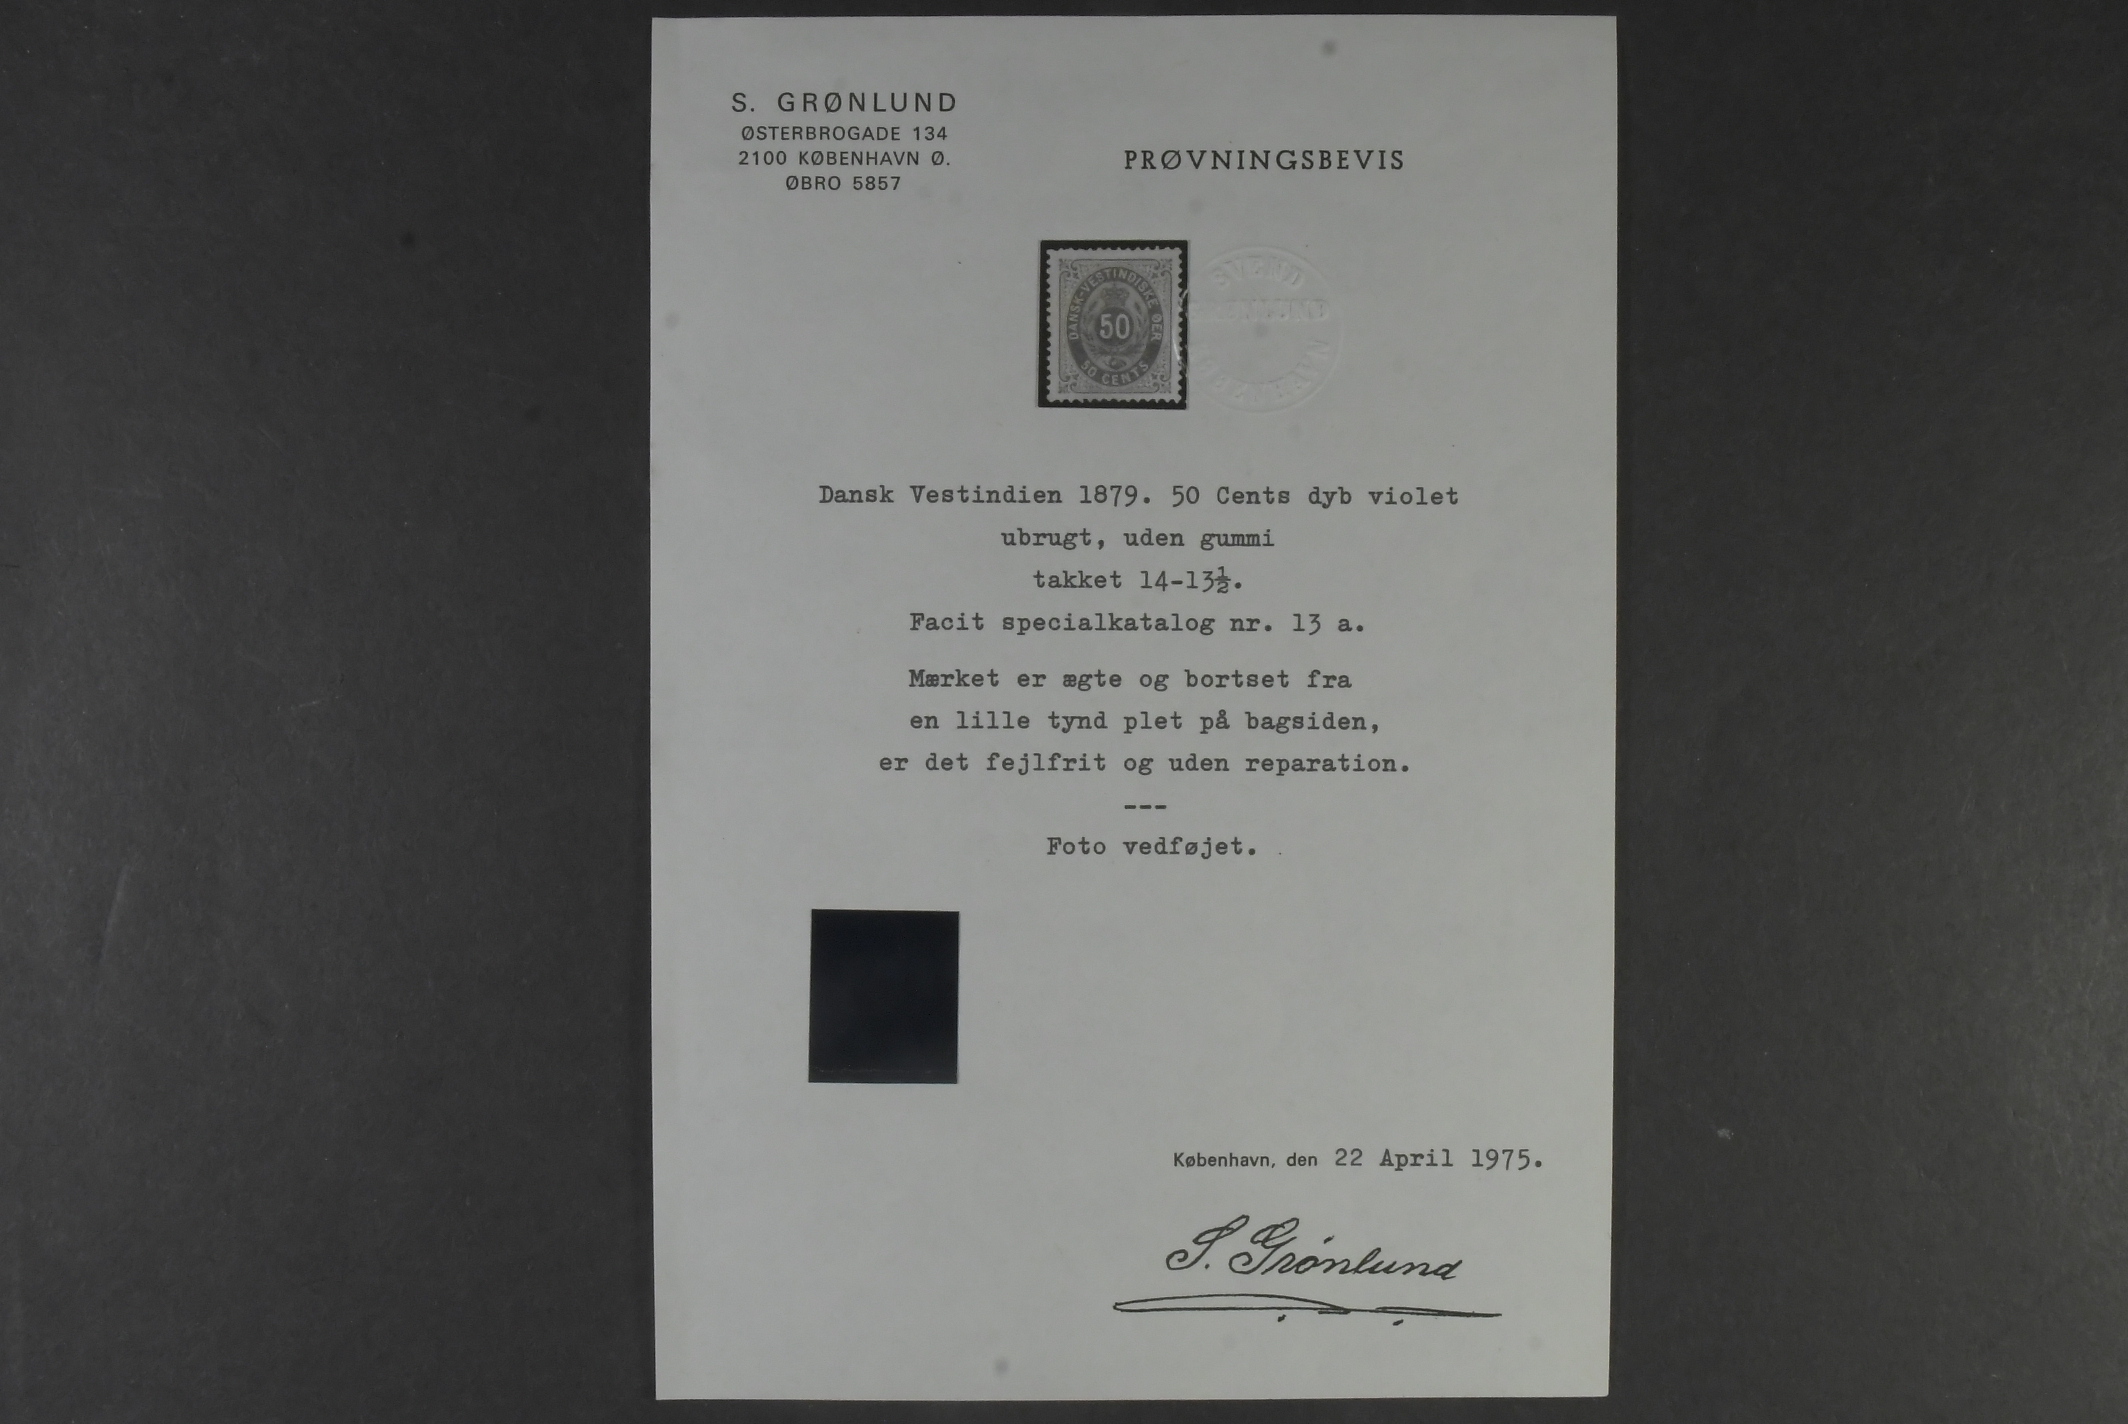 S. GRØNLUND
ØSTERBROGADE 134
2100 KØBENHAVN Ø.
ØBRO 5857
PRØVNINGSBEVIS
DANSK-VESTINDISKE ØER
50
50 CENTS
SVEND
GRØNLUND
Dansk Vestindien 1879. 50 Cents dyb violet
ubrugt, uden gummi
takket 14-13½.
Facit specialkatalog nr. 13 a.
Mærket er ægte og bortset fra
en lille tynd plet på bagsiden,
er det fejlfrit og uden reparation.
---
Foto vedføjet.
København, den 22 April 1975.
S. Grönlund